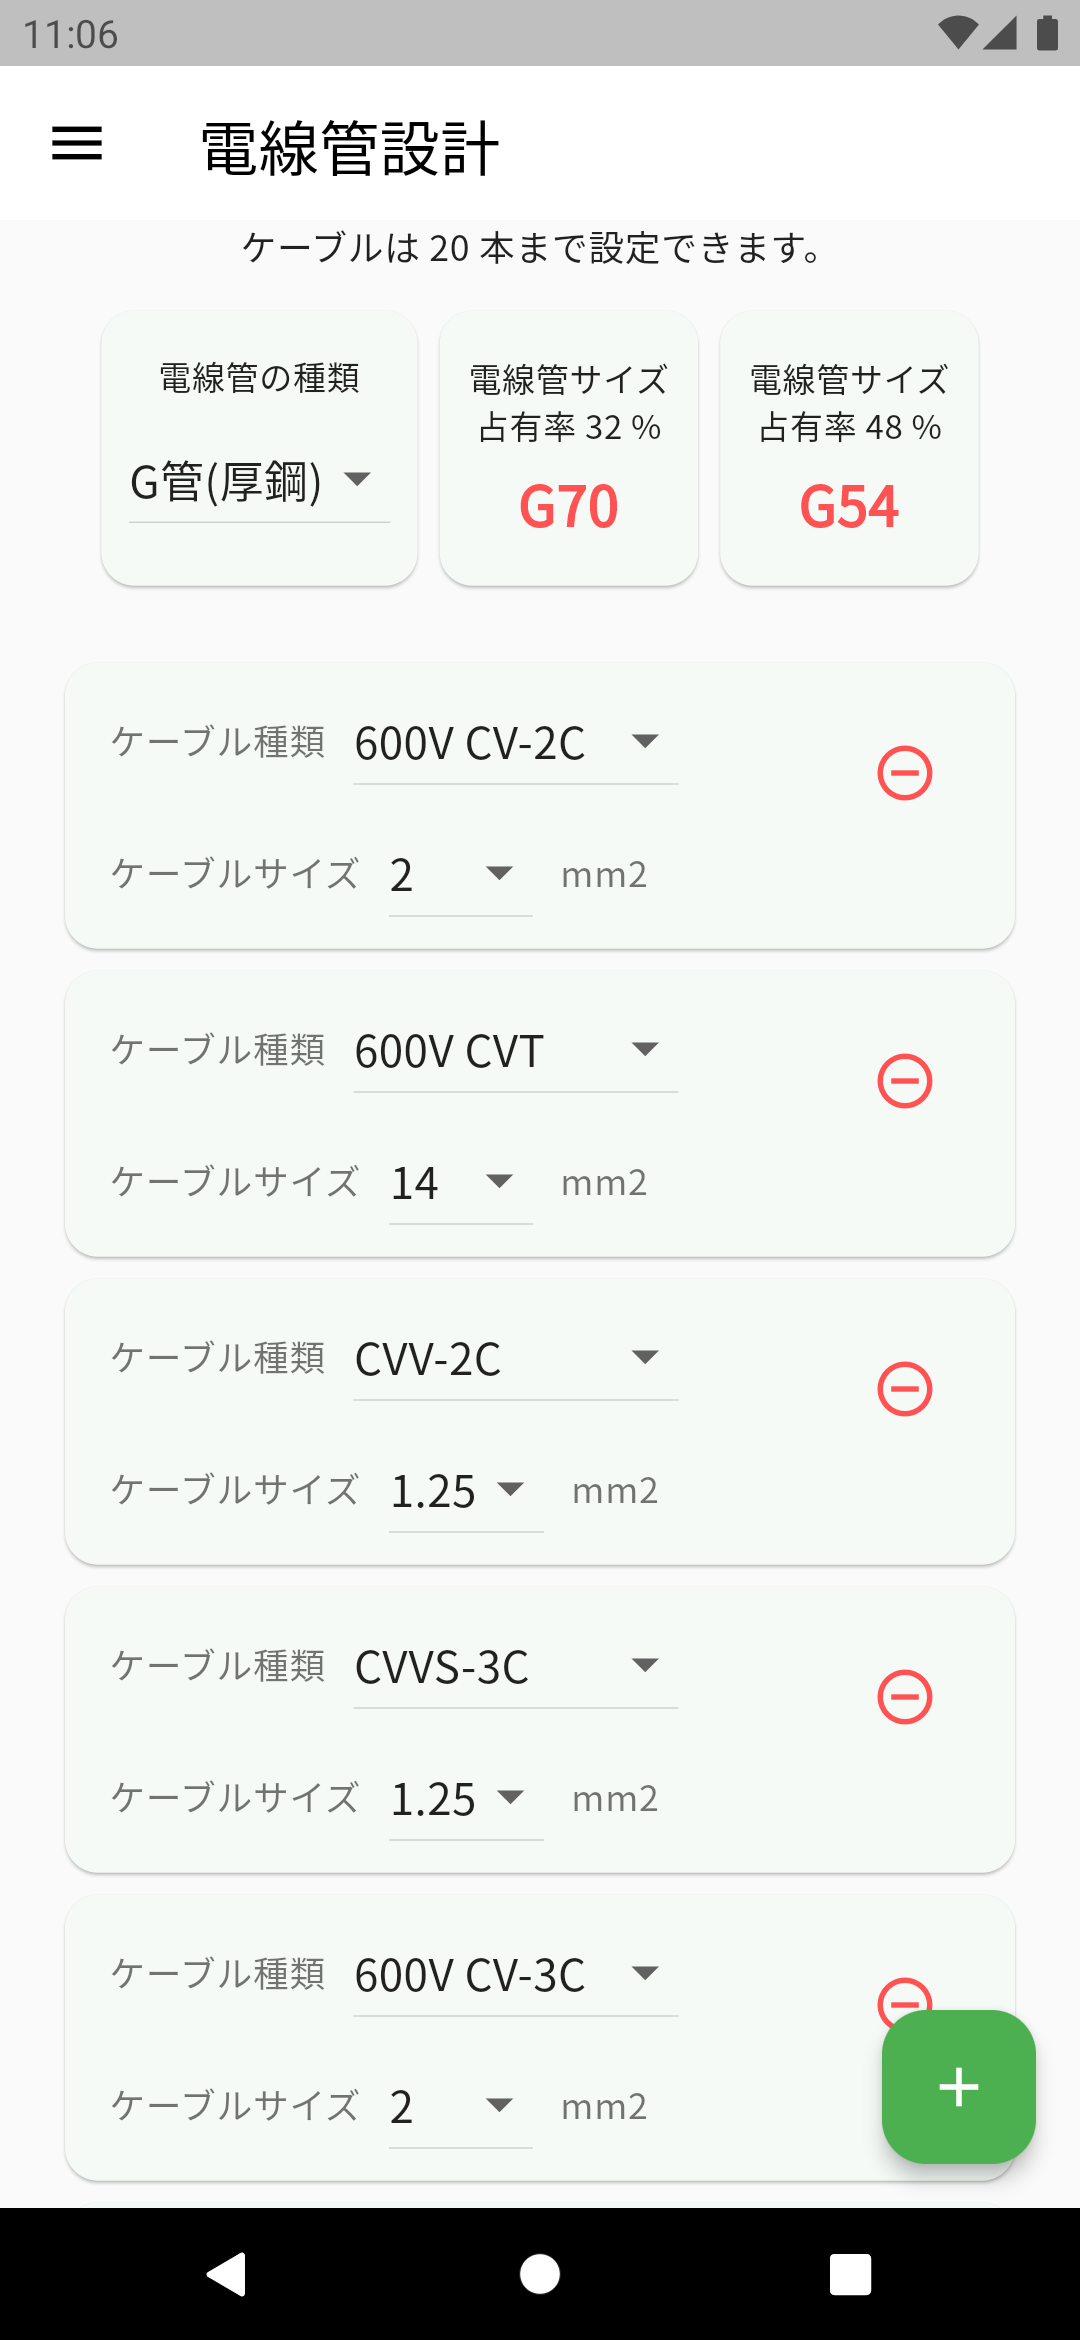 11:06
電線管設計
ケーブルは 20 本まで設定できます。
電線管の種類
G管(厚鋼)
電線管サイズ
占有率 32 %
G70
電線管サイズ
占有率 48 %
G54
ケーブル種類 600V CV-2C
ケーブルサイズ 2 mm2
ケーブル種類 600V CVT
ケーブルサイズ 14 mm2
ケーブル種類 CVV-2C
ケーブルサイズ 1.25 mm2
ケーブル種類 CVVS-3C
ケーブルサイズ 1.25 mm2
ケーブル種類 600V CV-3C
ケーブルサイズ 2 mm2